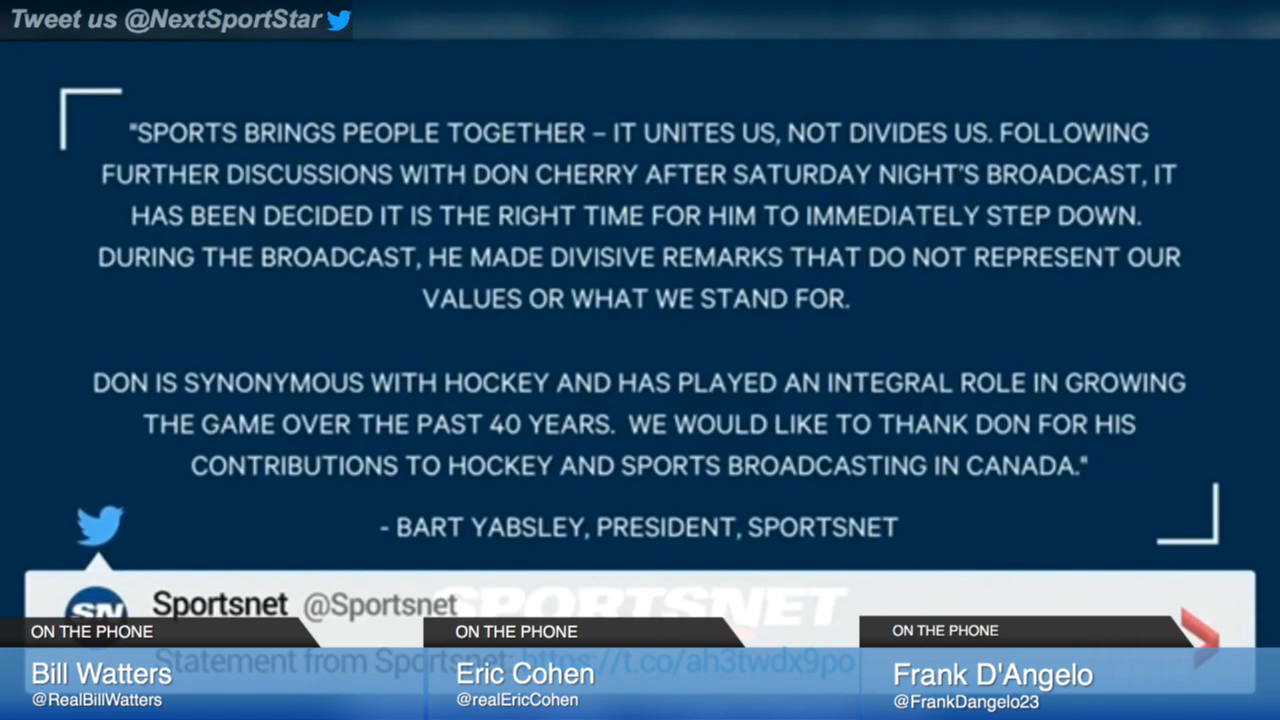 Tweet us @NextSportStar
"SPORTS BRINGS PEOPLE TOGETHER – IT UNITES US, NOT DIVIDES US. FOLLOWING
FURTHER DISCUSSIONS WITH DON CHERRY AFTER SATURDAY NIGHT'S BROADCAST, IT
HAS BEEN DECIDED IT IS THE RIGHT TIME FOR HIM TO IMMEDIATELY STEP DOWN.
DURING THE BROADCAST, HE MADE DIVISIVE REMARKS THAT DO NOT REPRESENT OUR
VALUES OR WHAT WE STAND FOR.
DON IS SYNONYMOUS WITH HOCKEY AND HAS PLAYED AN INTEGRAL ROLE IN GROWING
THE GAME OVER THE PAST 40 YEARS. WE WOULD LIKE TO THANK DON FOR HIS
CONTRIBUTIONS TO HOCKEY AND SPORTS BROADCASTING IN CANADA."
- BART YABSLEY, PRESIDENT, SPORTSNET
SN
Sportsnet @Sportsnet
SPORTSNET
Statement from Sportsnet: https://t.co/ah3twdx9po
ON THE PHONE
Bill Watters
@RealBillWatters
ON THE PHONE
Eric Cohen
@realEricCohen
ON THE PHONE
Frank D'Angelo
@FrankDangelo23